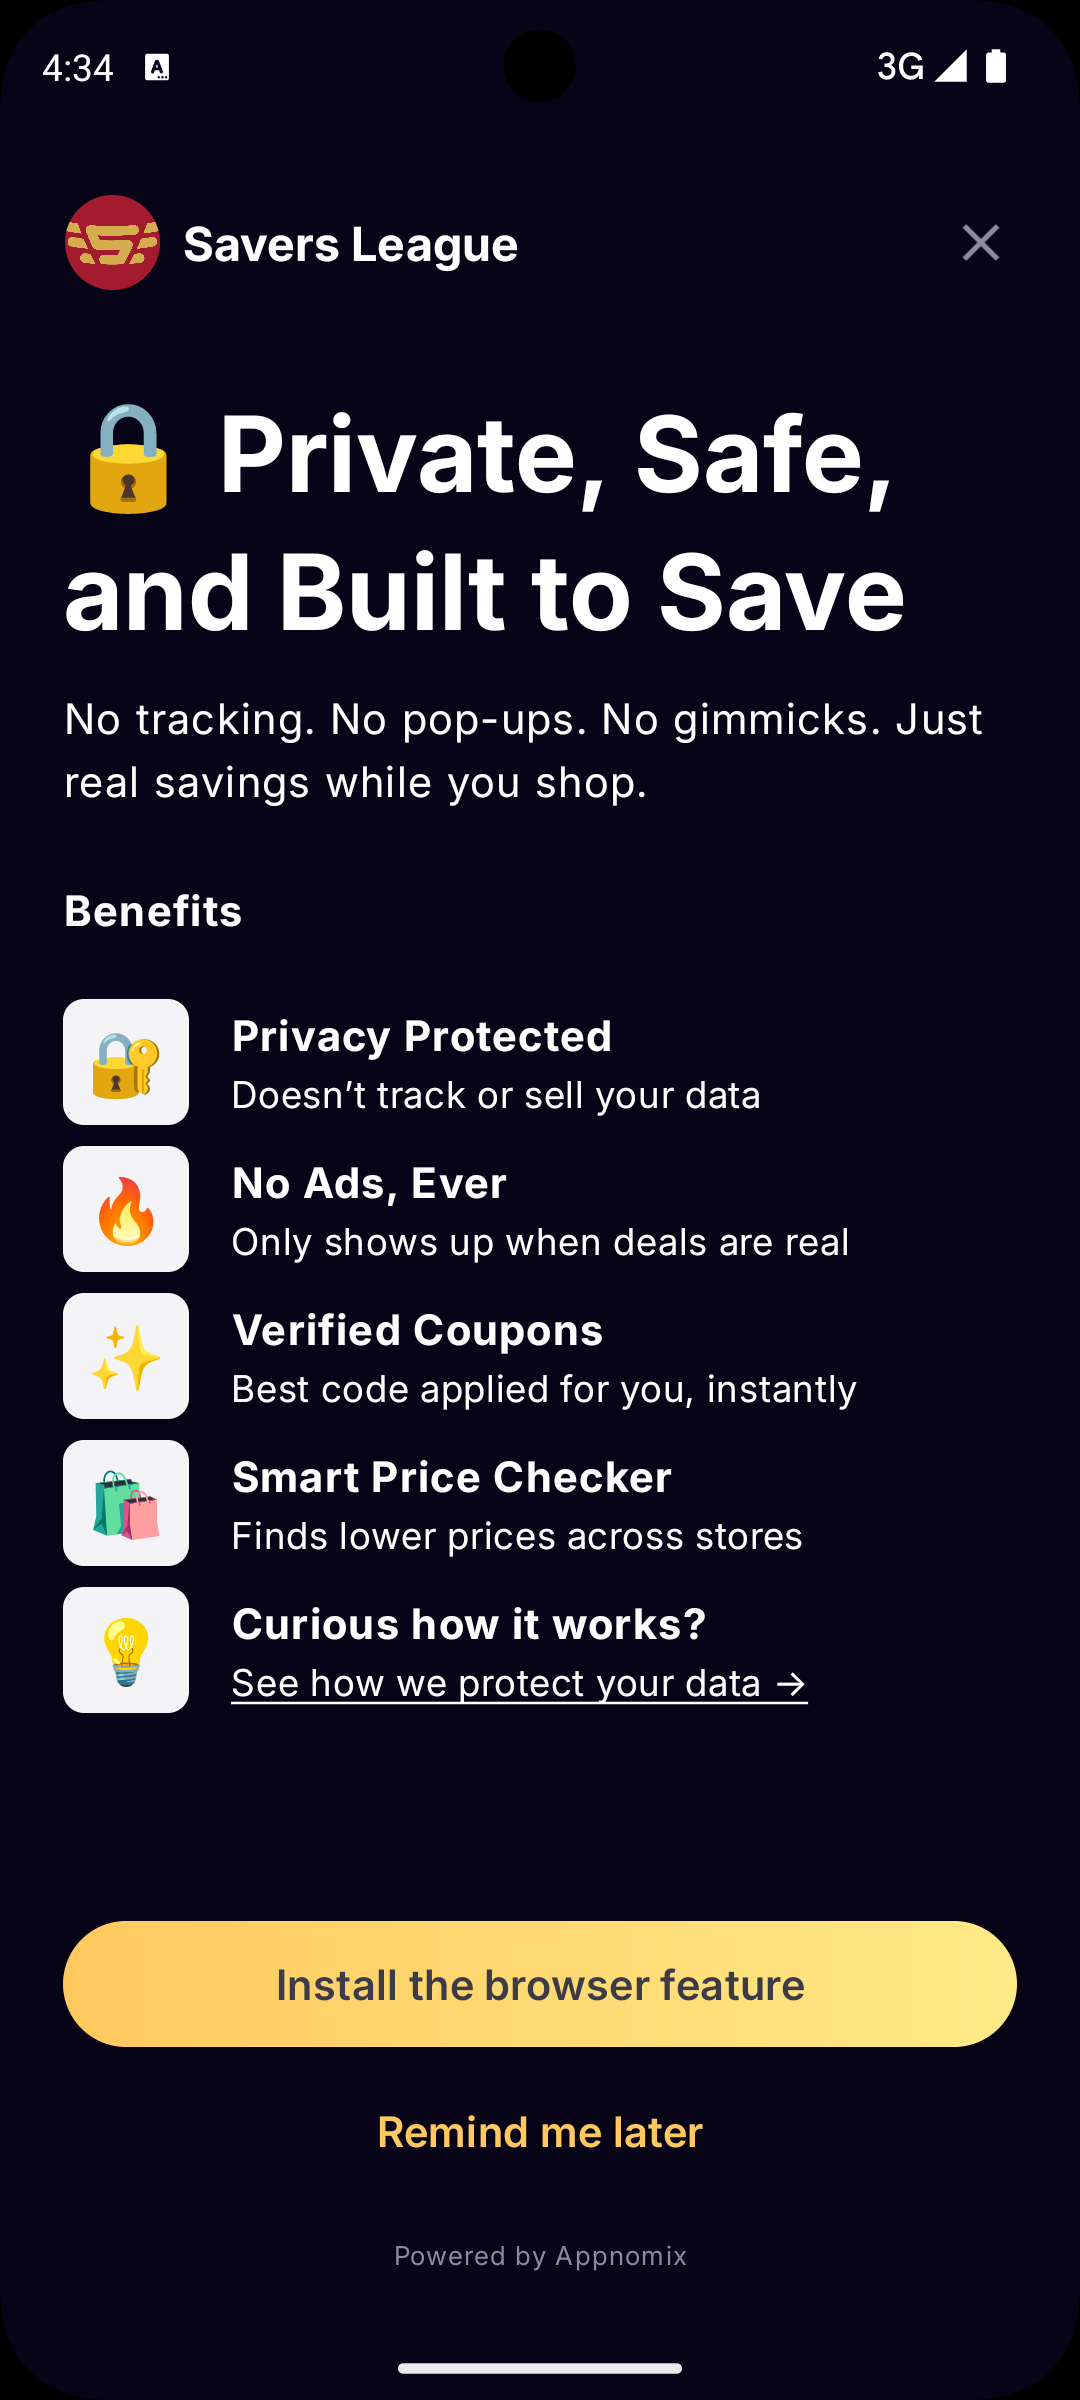 4:34
3G
Savers League
🔒 Private, Safe,
and Built to Save
No tracking. No pop-ups. No gimmicks. Just
real savings while you shop.
Benefits
Privacy Protected
Doesn’t track or sell your data
No Ads, Ever
Only shows up when deals are real
Verified Coupons
Best code applied for you, instantly
Smart Price Checker
Finds lower prices across stores
Curious how it works?
See how we protect your data →
Install the browser feature
Remind me later
Powered by Appnomix